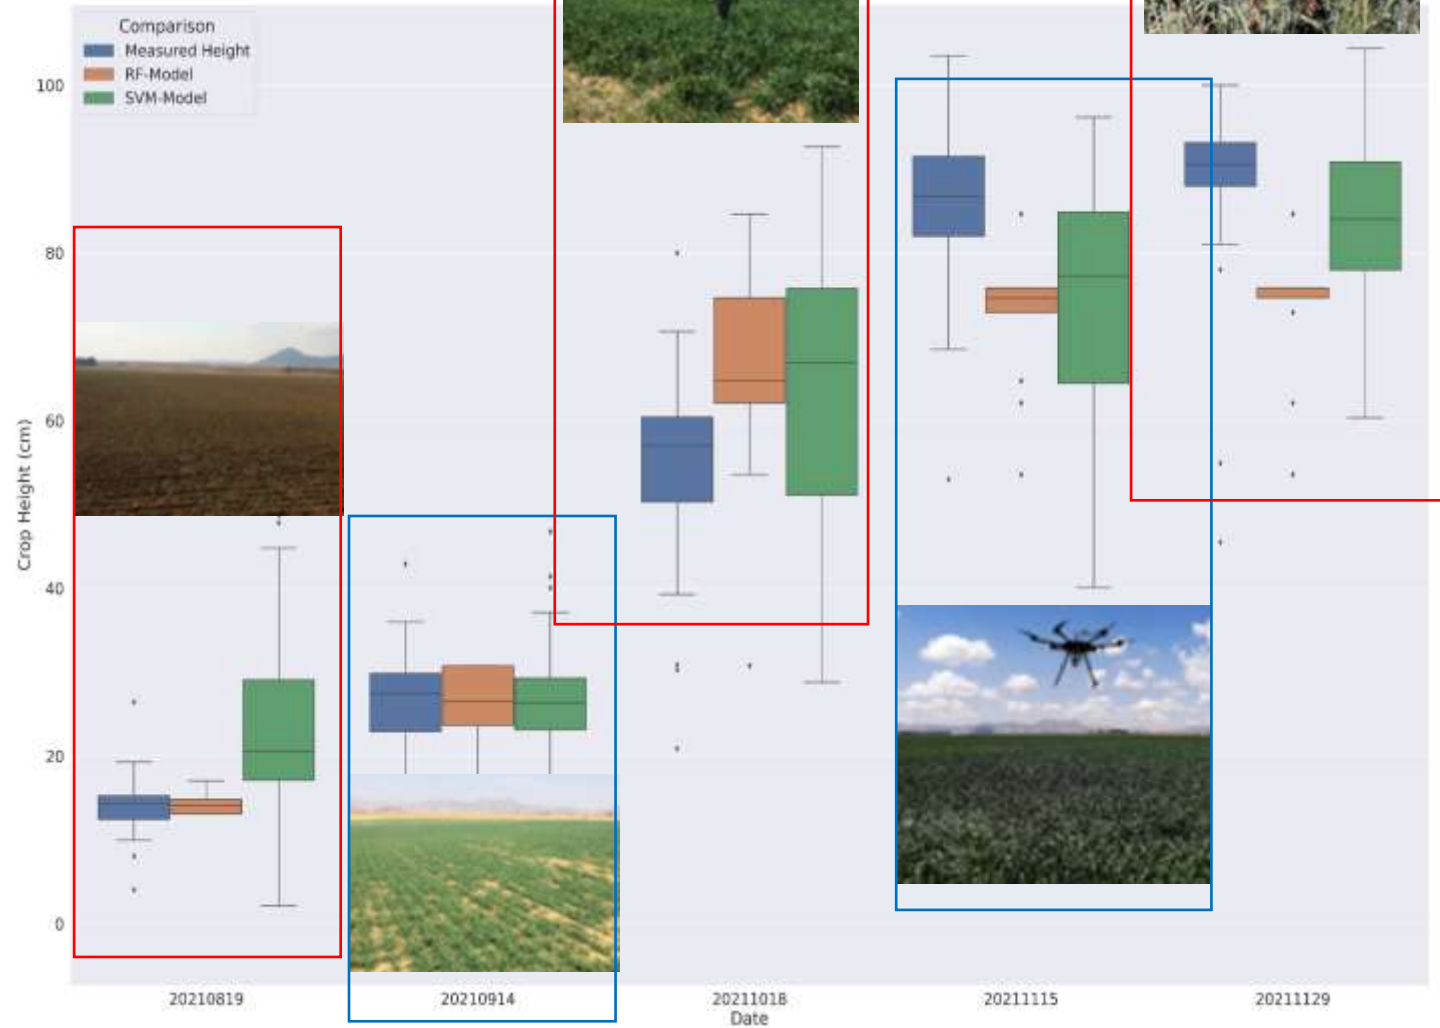 Comparison
Measured Height
RF-Model
SVM-Model
100
80
60
40
20
0
Crop Height (cm)
20210819
20210914
20211018
20211115
20211129
Date